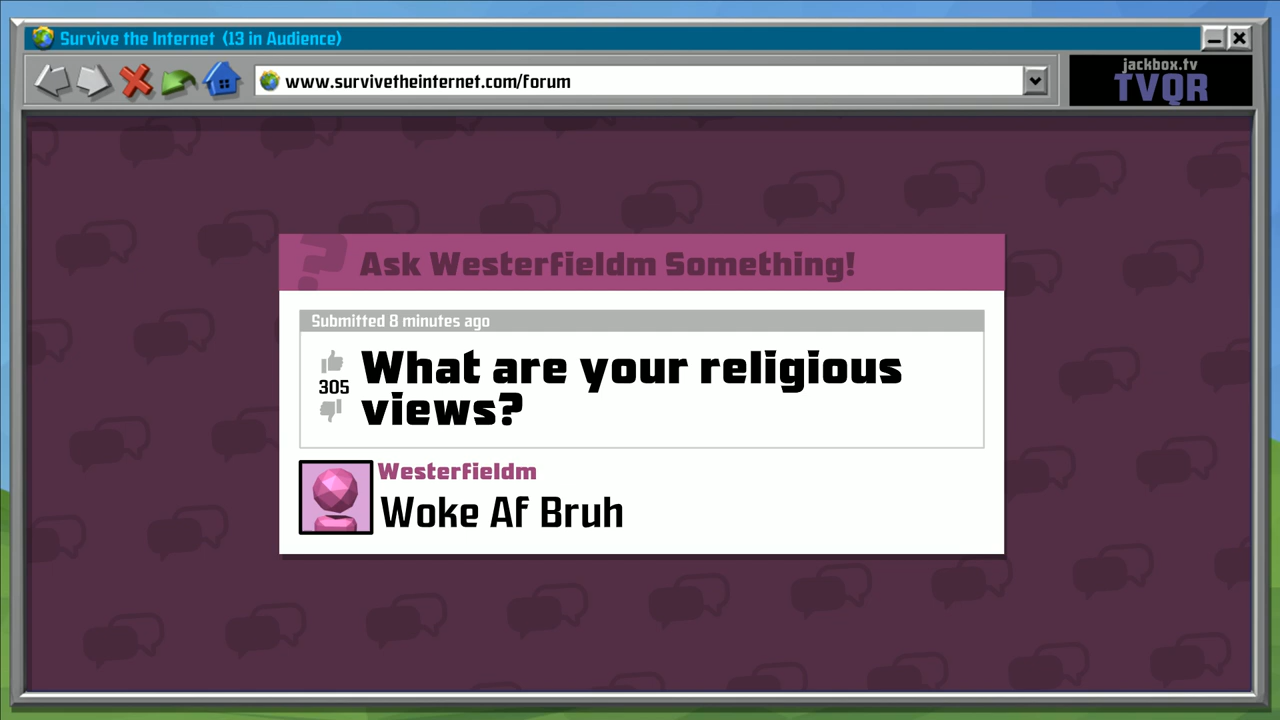 Survive the Internet (13 in Audience)
www.survivetheinternet.com/forum
jackbox.tv
TVQR
Ask Westerfieldm Something!
Submitted 8 minutes ago
305
What are your religious
views?
Westerfieldm
Woke Af Bruh